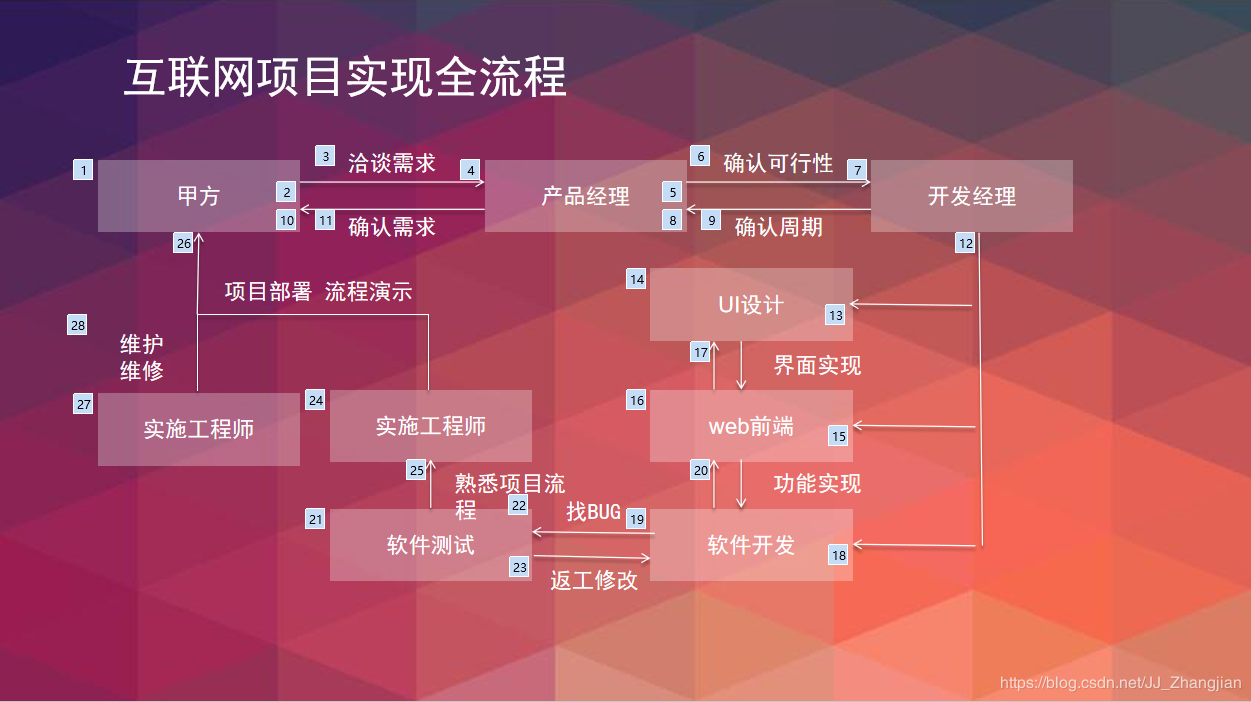 互联网项目实现全流程
1
3
洽谈需求
4
6
确认可行性
7
甲方
2
产品经理
5
开发经理
10
11
确认需求
8
9
确认周期
26
12
14
UI设计
13
项目部署 流程演示
28
维护
维修
17
界面实现
27
实施工程师
24
实施工程师
16
web前端
15
25
熟悉项目流
程
20
功能实现
21
22
找BUG
19
软件测试
23
返工修改
软件开发
18
https://blog.csdn.net/JJ_Zhangjian